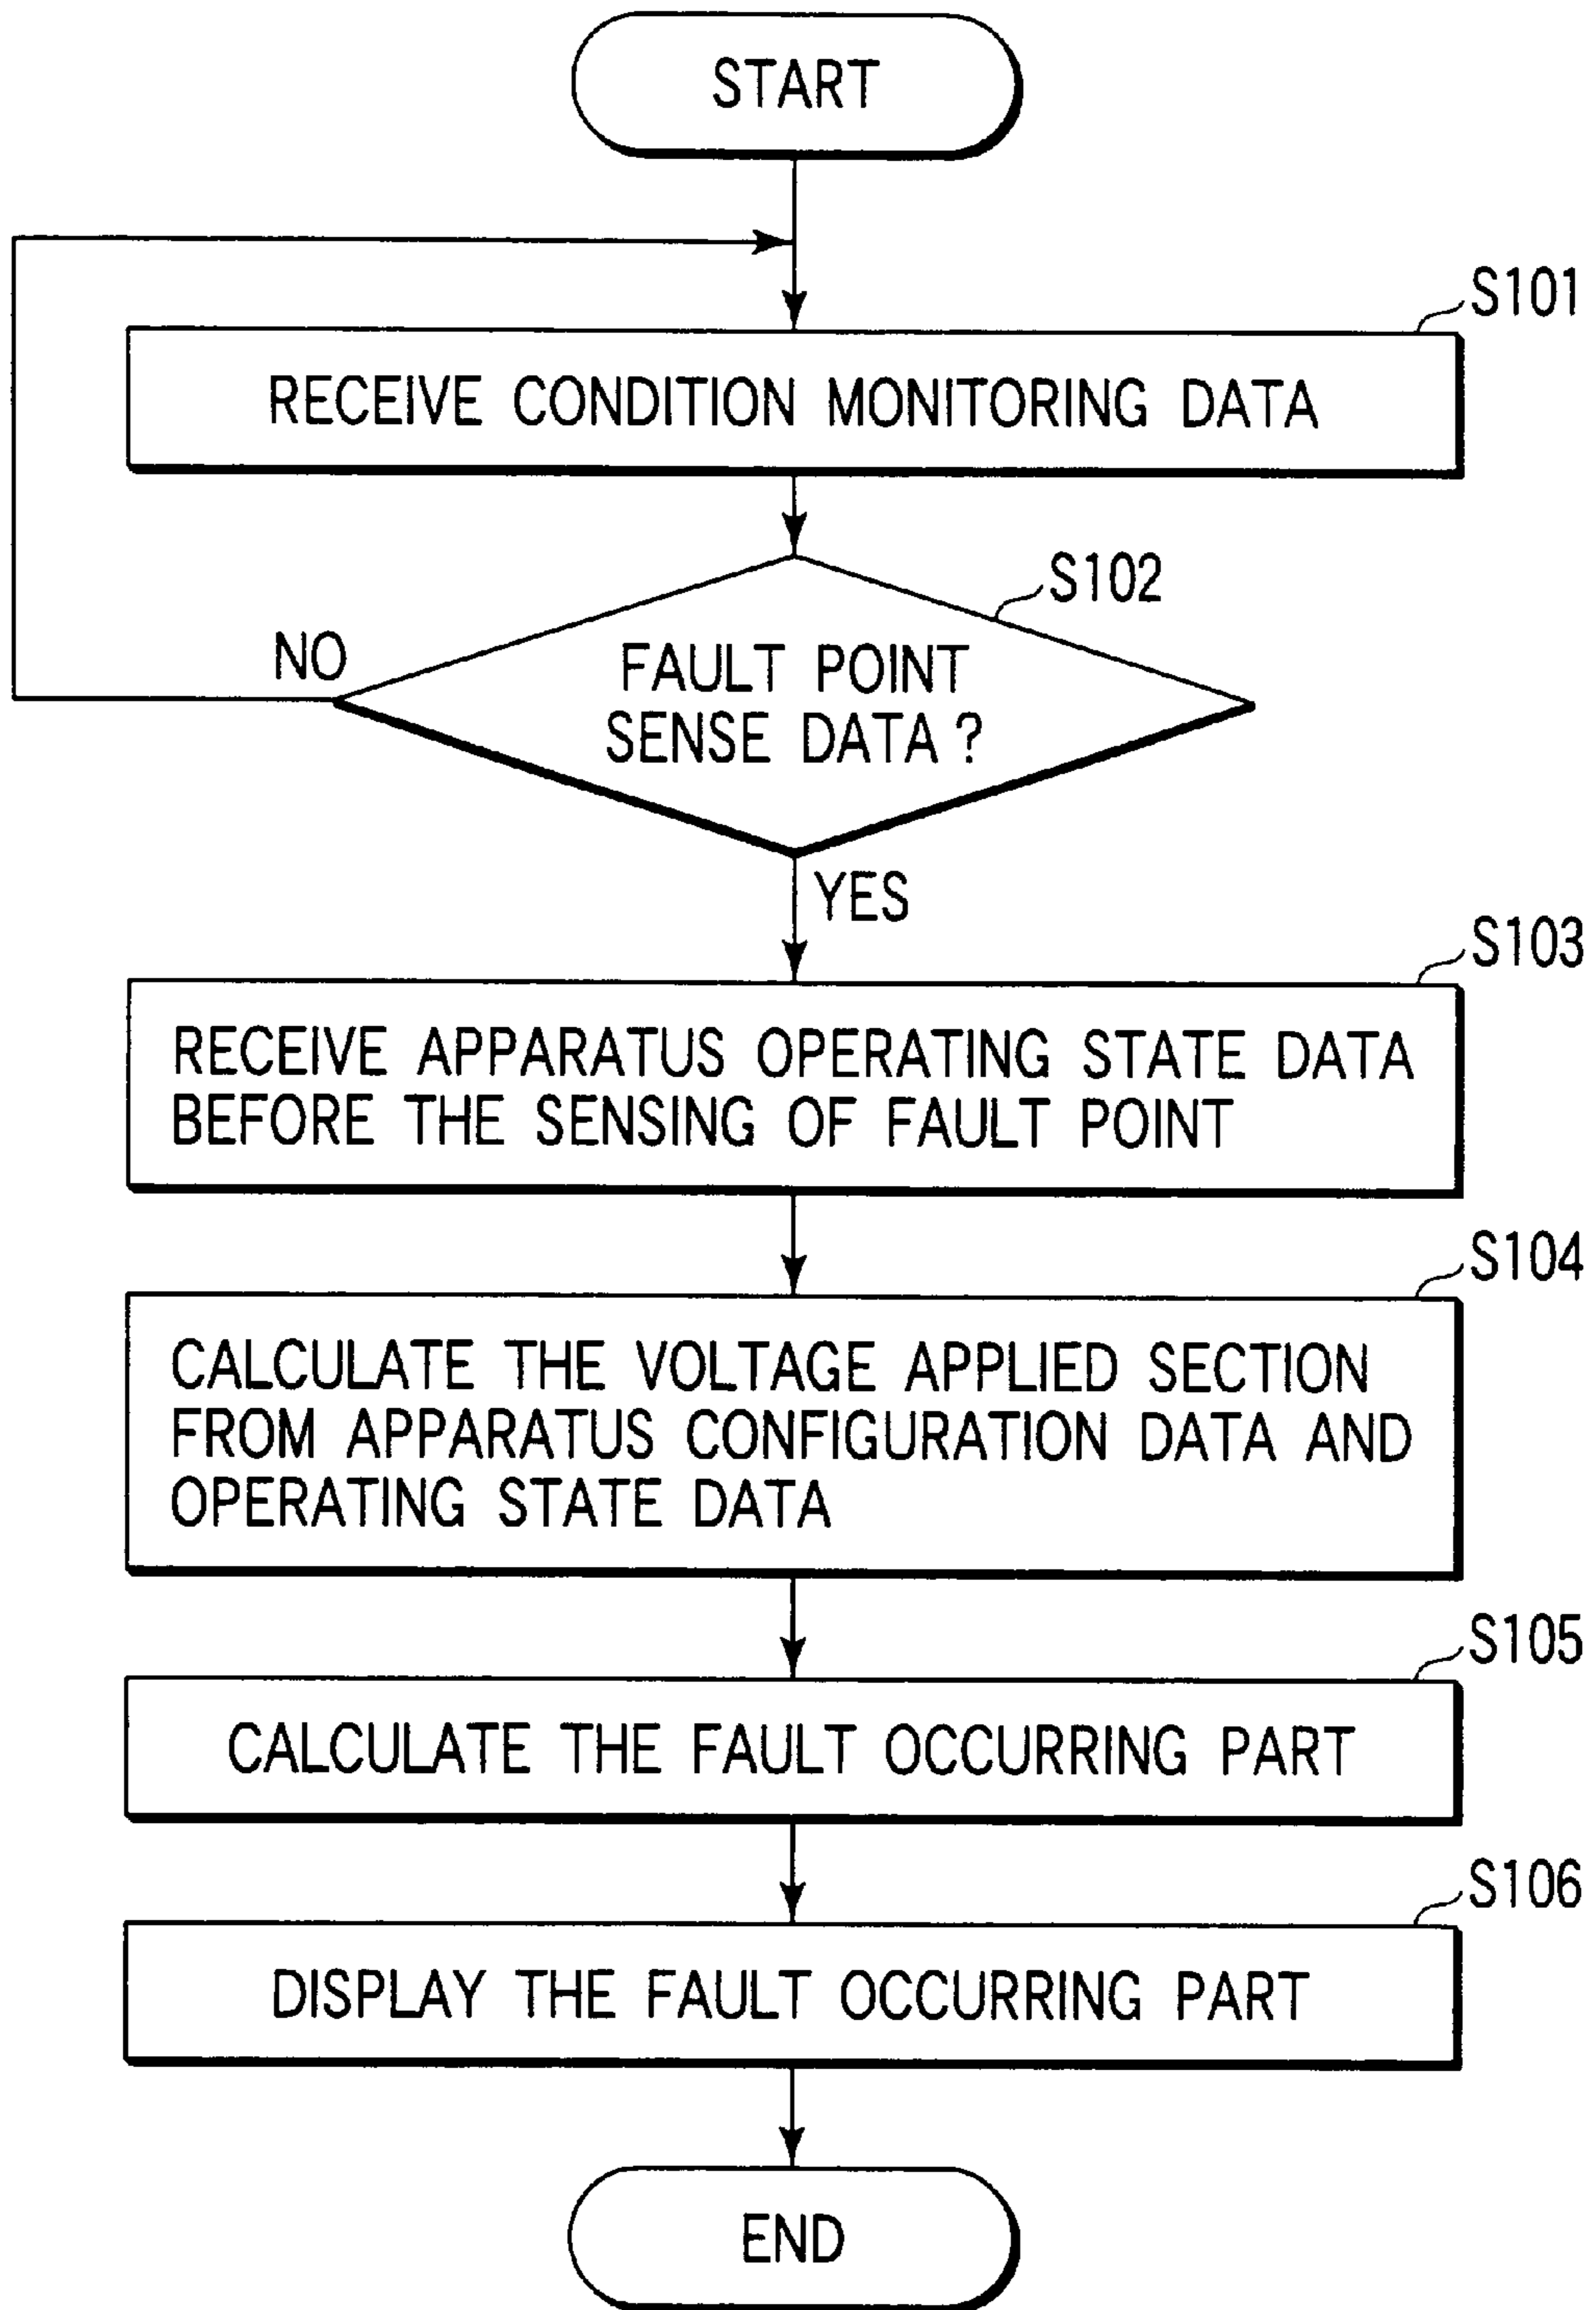 START
S101
RECEIVE CONDITION MONITORING DATA
S102
NO
FAULT POINT
SENSE DATA ?
YES
S103
RECEIVE APPARATUS OPERATING STATE DATA
BEFORE THE SENSING OF FAULT POINT
S104
CALCULATE THE VOLTAGE APPLIED SECTION
FROM APPARATUS CONFIGURATION DATA AND
OPERATING STATE DATA
S105
CALCULATE THE FAULT OCCURRING PART
S106
DISPLAY THE FAULT OCCURRING PART
END